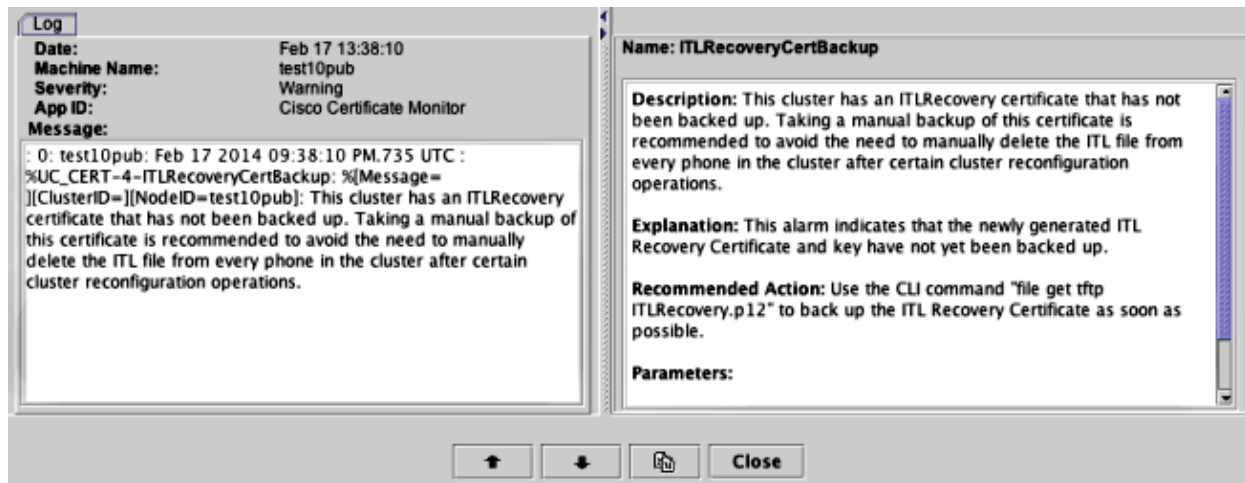 Log
Date: Feb 17 13:38:10
Machine Name: test10pub
Severity: Warning
App ID: Cisco Certificate Monitor
Message:
: 0: test10pub: Feb 17 2014 09:38:10 PM.735 UTC :
%UC_CERT-4-ITLRecoveryCertBackup: %[Message=
][ClusterID=][NodeID=test10pub]: This cluster has an ITLRecovery
certificate that has not been backed up. Taking a manual backup of
this certificate is recommended to avoid the need to manually
delete the ITL file from every phone in the cluster after certain
cluster reconfiguration operations.
Name: ITLRecoveryCertBackup
Description: This cluster has an ITLRecovery certificate that has not
been backed up. Taking a manual backup of this certificate is
recommended to avoid the need to manually delete the ITL file from
every phone in the cluster after certain cluster reconfiguration
operations.
Explanation: This alarm indicates that the newly generated ITL
Recovery Certificate and key have not yet been backed up.
Recommended Action: Use the CLI command "file get tftp
ITLRecovery.p12" to back up the ITL Recovery Certificate as soon as
possible.
Parameters:
Close